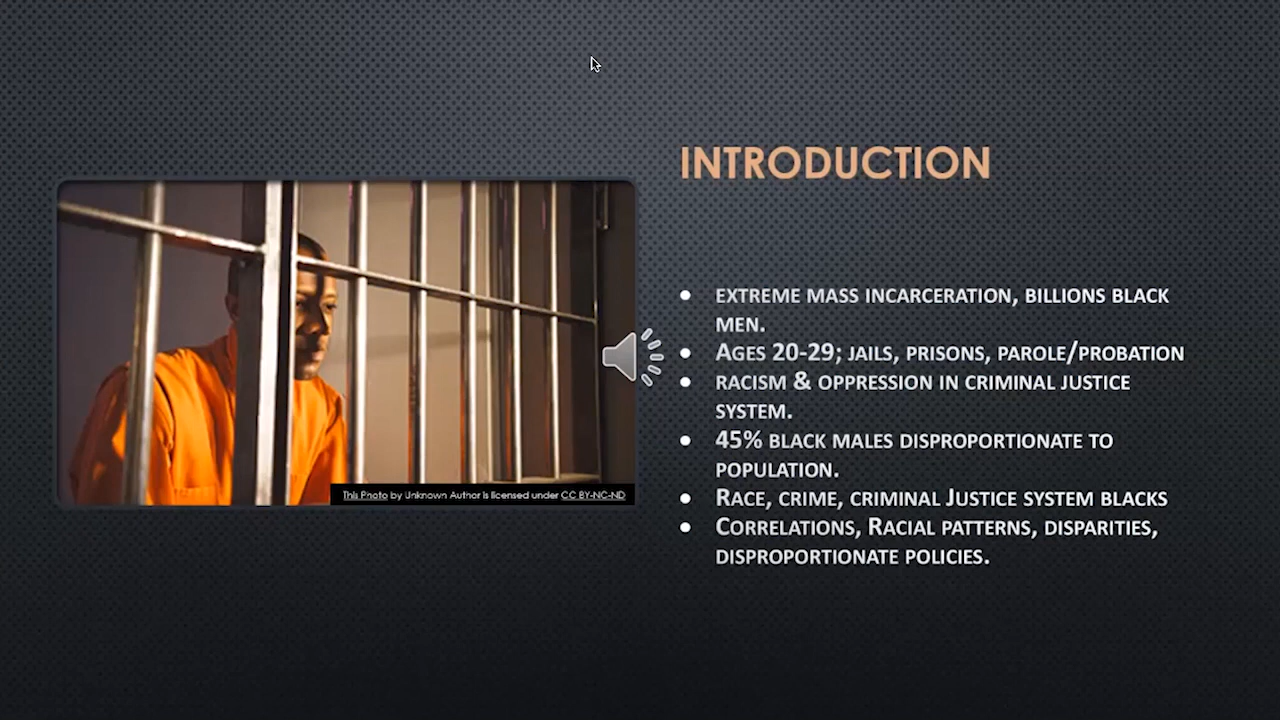 INTRODUCTION
• EXTREME MASS INCARCERATION, BILLIONS BLACK
MEN.
• AGES 20-29; JAILS, PRISONS, PAROLE/PROBATION
• RACISM & OPPRESSION IN CRIMINAL JUSTICE
SYSTEM.
• 45% BLACK MALES DISPROPORTIONATE TO
POPULATION.
• RACE, CRIME, CRIMINAL JUSTICE SYSTEM BLACKS
• CORRELATIONS, RACIAL PATTERNS, DISPARITIES,
DISPROPORTIONATE POLICIES.
This Photo by Unknown Author is licensed under CC BY-NC-ND